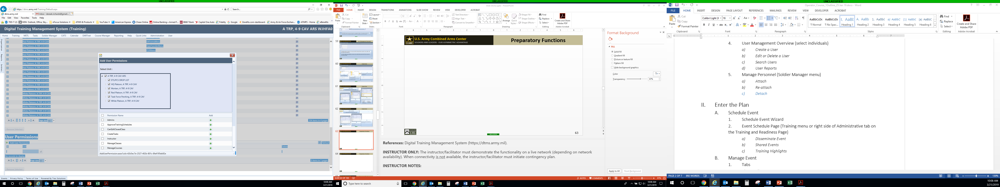 UNCLASSIFIED
https://dtms.army.mil/Training/Default.aspx
Search...
dtms.army.mil
Inbox - dereak.richards@gmail...
File Edit View Favorites Tools Help
TED-T (2) MSN Outlook, Office, Sky... nFocus Solutions ATMS & Products YouTube American Express Chase Online Online Banking « Armed F... BB&T Bank Capital One Auto Fidelity Google Zenefits.com-dashboard- Army & Air Force Exchan... ATMPS - Home eBenefits
Digital Training Management System (Training)
A TRP, 4-9 CAV ARS WJHFA0
Home Training METL Tasks Soldier Manager CATS Calendar DARTnet Course Manager Reporting Help Quick Links Administration User
Organization
Reports
Soldiers
Red Platoon, A TRP, 4-9 CAV DAFormsMenu
Red Platoon, A TRP, 4-9 CAV DataTransferMenu
Red Platoon, A TRP, 4-9 CAV ITSPMenu
Red Platoon, A TRP, 4-9 CAV
Red Platoon, A TRP, 4-9 CAV
Red Platoon, A TRP, 4-9 CAV
Red Platoon, A TRP, 4-9 CAV
Red Platoon, A TRP, 4-9 CAV
Red Platoon, A TRP, 4-9 CAV
Red Platoon, A TRP, 4-9 CAV
Red Platoon, A TRP, 4-9 CAV
Red Platoon, A TRP, 4-9 CAV
White Platoon, A TRP, 4-9 CAV
White Platoon, A TRP, 4-9 CAV
White Platoon, A TRP, 4-9 CAV
White Platoon, A TRP, 4-9 CAV
White Platoon, A TRP, 4-9 CAV
White Platoon, A TRP, 4-9 CAV
Page size:
154 items in 4 pages
Remove Selected
User Permissions
Add User Permission
Refresh
Unit
Delete
No records to display.
Page size:
0 items in 1 pages
Remove Selected
Add User Permissions
Select Unit :
A TRP, 4-9 CAV ARS
ETS/PCS DROP LIST
HQ Platoon, A TRP, 4-9 CAV
Mortars, A TRP, 4-9 CAV
Red Platoon, A TRP, 4-9 CAV
Task Force Pershing, A TRP, 4-9 CAV
White Platoon, A TRP, 4-9 CAV
Permission Name Add
Admins
ApproveTrainingSchedules
CanEditClosedClass
CreateTasks
Instructor
ManageClasses
ManageCourses
AddUserPermission.aspx?uid=42b5ec7e-2527-402b-801c-8fa4195eb92e
Events Privacy Policy Terms of Use Powered By Trax Solutions
10:08 AM
3/21/2019
UNCLASSIFIED
Slide Deck2.pptx - PowerPoint
FILE HOME INSERT DESIGN TRANSITIONS ANIMATIONS SLIDE SHOW REVIEW VIEW DEVELOPER ACROBAT
Paste
Cut
Copy
Format Painter
Clipboard
New Slide
Layout
Reset
Section
Slides
Font
Text Direction
Align Text
Convert to SmartArt
Paragraph
Arrange
Quick Styles
Shape Fill
Shape Outline
Shape Effects
Drawing
Find
Replace
Select
Editing
Create and Share Adobe PDF
Adobe Acrobat
59
60
61
62
63
64
U.S. Army Combined Arms Center
SOLDIERS AND LEADERS - OUR ASYMMETRIC ADVANTAGE
Preparatory Functions
UNCLASSIFIED
63
References: Digital Training Management System (https://dtms.army.mil).
INSTRUCTOR ONLY: The instructor/facilitator must demonstrate the functionality on a live network (depending on network
availability). When connectivity is not available, the instructor/facilitator must initiate contingency plan.
INSTRUCTOR NOTES:
Format Background
FILL
Solid fill
Gradient fill
Picture or texture fill
Pattern fill
Hide background graphics
Color
Transparency 67%
Apply to All Reset Background
SLIDE 63 OF 103
NOTES COMMENTS 81%
Type here to search
10:08 AM
3/21/2019
UNCLASSIFIED
Operator_Course_1Outline_25 Jan 19.docx - Word
FILE HOME INSERT DESIGN PAGE LAYOUT REFERENCES MAILINGS REVIEW VIEW DEVELOPER ACROBAT
Paste
Cut
Copy
Format Painter
Clipboard
Calibri Light (H 16
Font
Paragraph
¶ Normal ¶ No Spac... Heading 1 Heading 2 Heading 3 Heading 4 Heading 5 Heading 6
Styles
Find
Replace
Select
Editing
Create and Share Adobe PDF
Adobe Acrobat
4. User Management Overview (select individuals)
a) Create a User
b) Edit or Delete a User
c) Search Users
d) User Reports
5. Manage Personnel (Soldier Manager menu)
a) Attach
b) Re-attach
c) Detach
II. Enter the Plan
A. Schedule Event
1. Schedule Event Wizard
2. Event Schedule Page (Training menu or right side of Administrative tab on
the Training and Readiness Page)
a) Disseminate Event
b) Shared Events
c) Training Highlights
B. Manage Event
1. Tabs
PAGE 2 OF 7 892 WORDS
130%
10:08 AM
3/21/2019